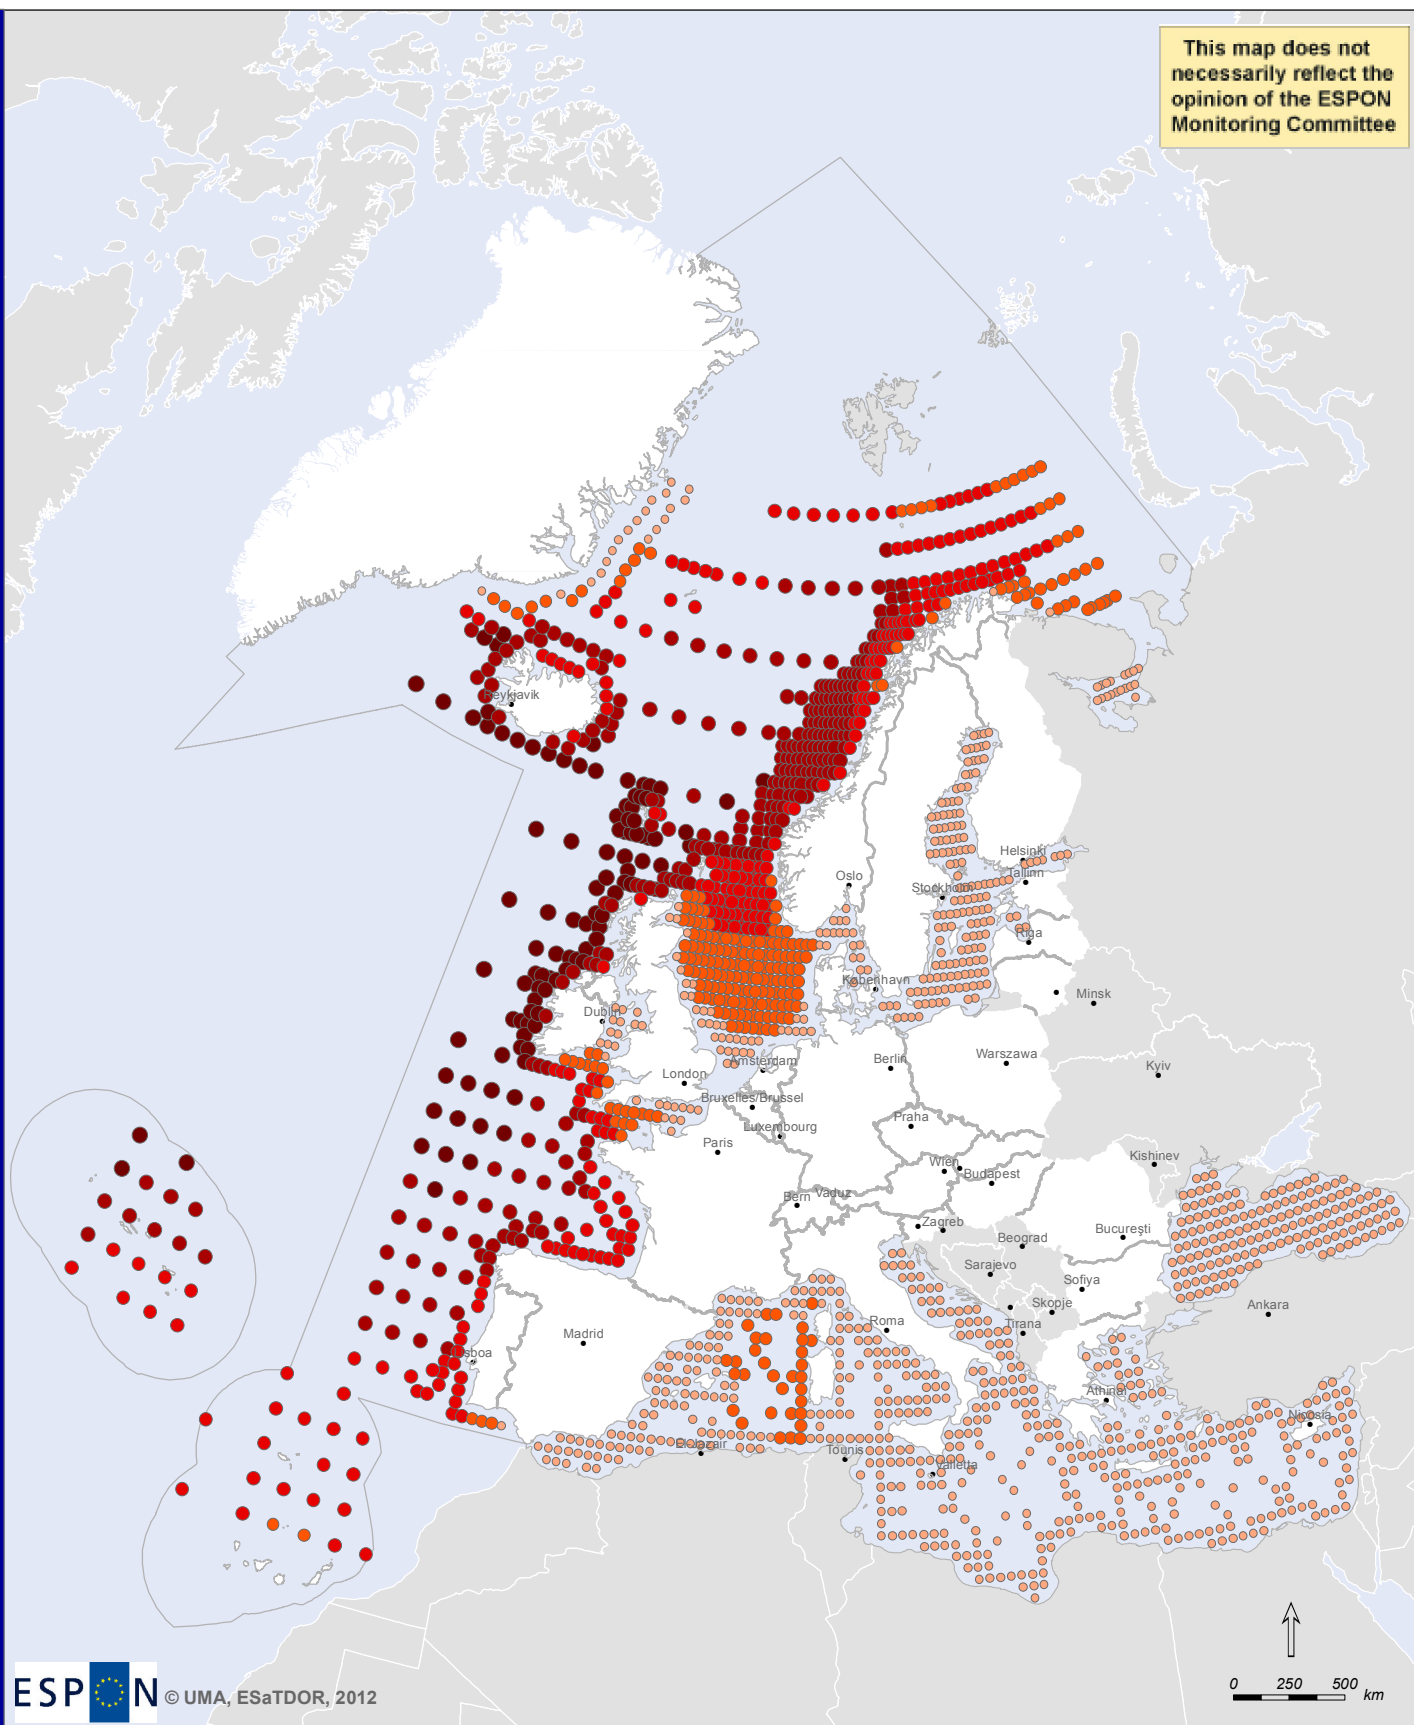 This map does not
necessarily reflect the
opinion of the ESPON
Monitoring Committee
Reykjavik
Oslo
Helsinki
Tallinn
Stockholm
Riga
København
Minsk
Dublin
Amsterdam
Berlin
Warszawa
London
Kyiv
Bruxelles/Brussel
Praha
Luxembourg
Paris
Kishinev
Wien
Budapest
Bern
Vaduz
Zagreb
Bucureşti
Beograd
Sarajevo
Sofiya
Skopje
Ankara
Roma
Tirana
Madrid
Lisboa
Athinai
Nicosia
El-Jazair
Tounis
Valletta
0 250 500
km
ESPON © UMA, ESaTDOR, 2012